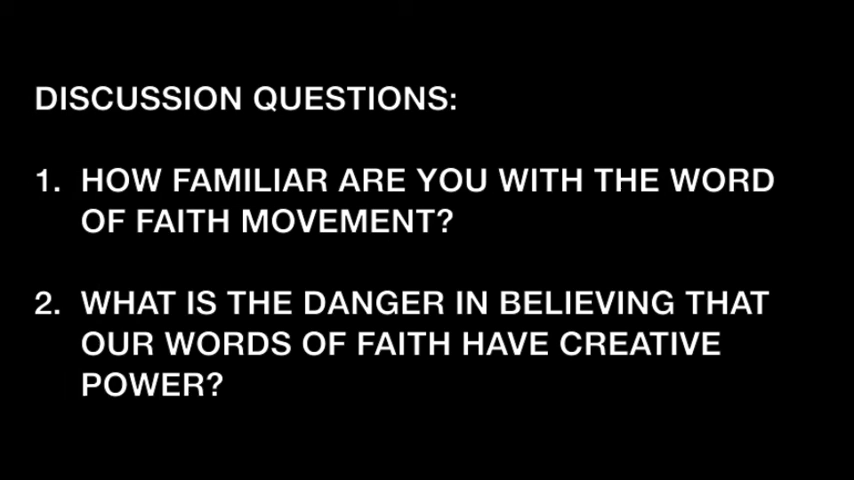 DISCUSSION QUESTIONS:
1. HOW FAMILIAR ARE YOU WITH THE WORD
OF FAITH MOVEMENT?
2. WHAT IS THE DANGER IN BELIEVING THAT
OUR WORDS OF FAITH HAVE CREATIVE
POWER?